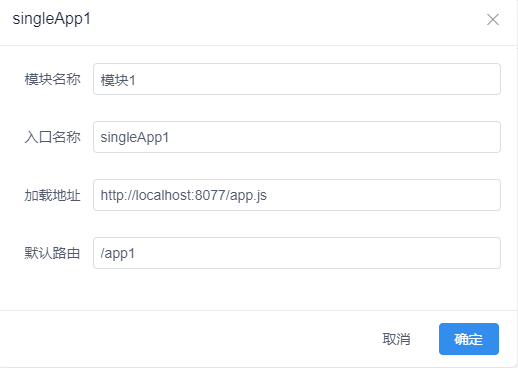 singleApp1
模块名称 模块1
入口名称 singleApp1
加载地址 http://localhost:8077/app.js
默认路由 /app1
取消 确定